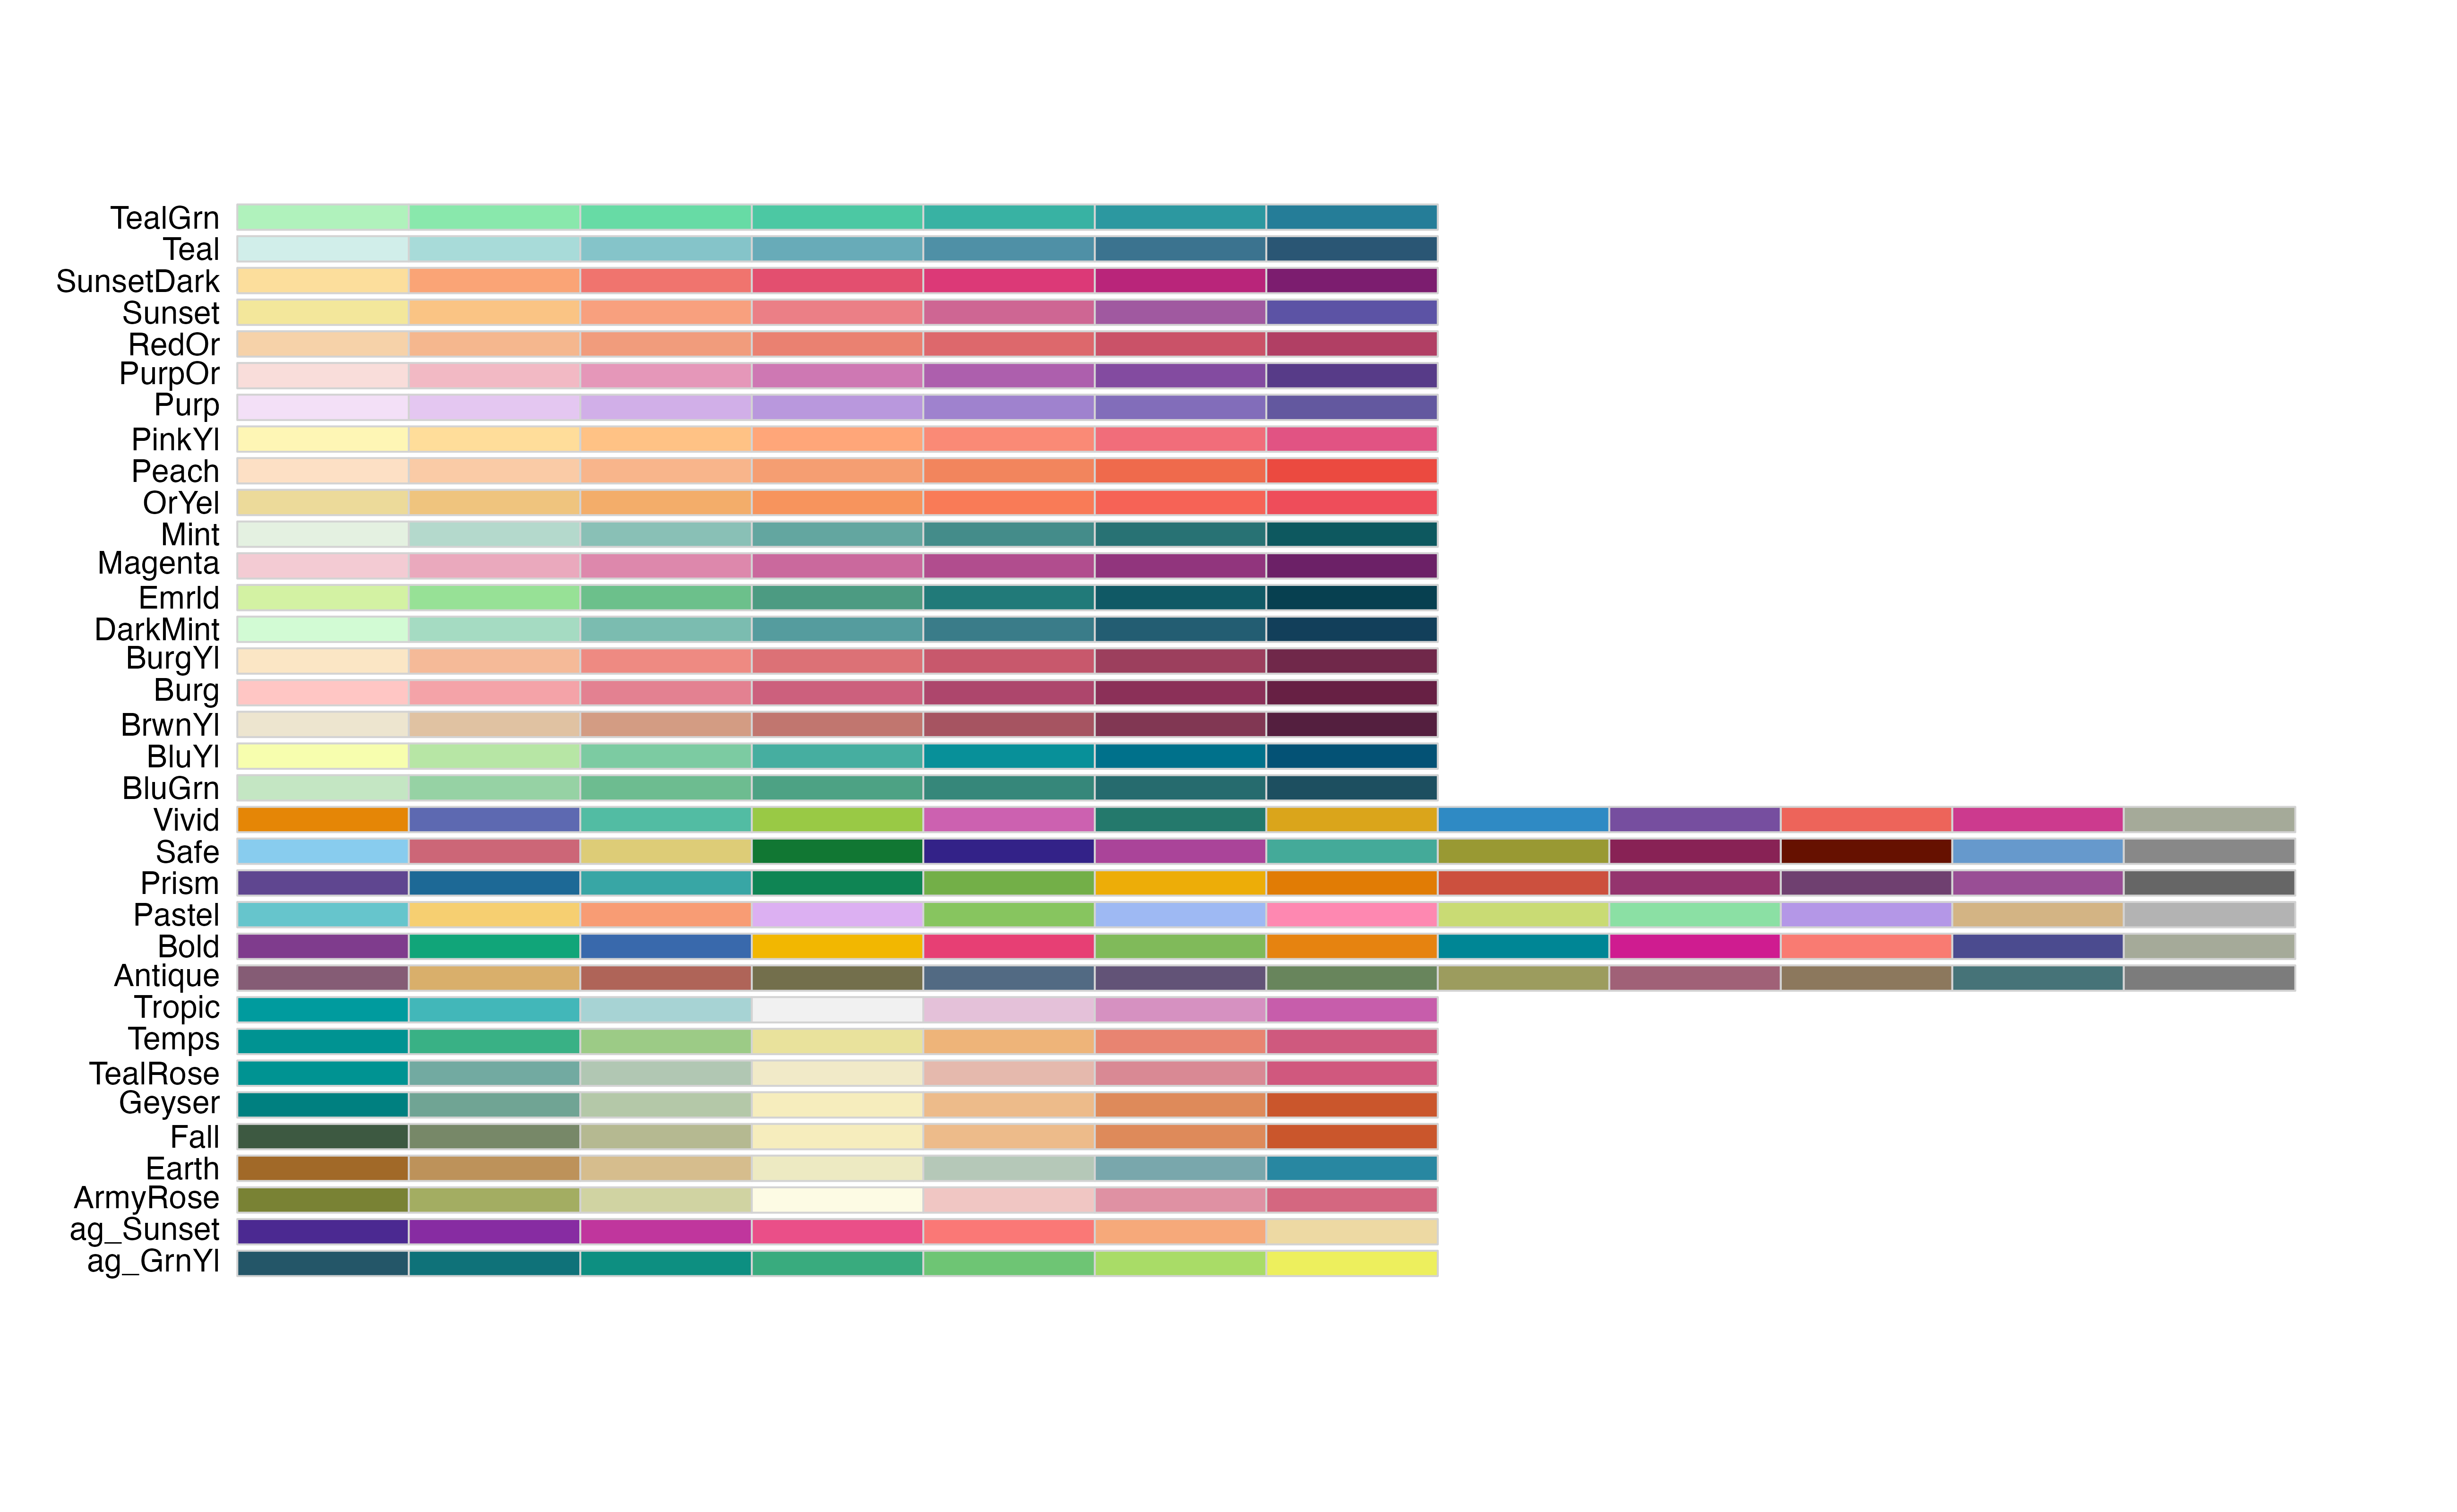 TealGrn
Teal
SunsetDark
Sunset
RedOr
PurpOr
Purp
PinkYl
Peach
OrYel
Mint
Magenta
Emrld
DarkMint
BurgYl
Burg
BrwnYl
BluYl
BluGrn
Vivid
Safe
Prism
Pastel
Bold
Antique
Tropic
Temps
TealRose
Geyser
Fall
Earth
ArmyRose
ag_Sunset
ag_GrnYl